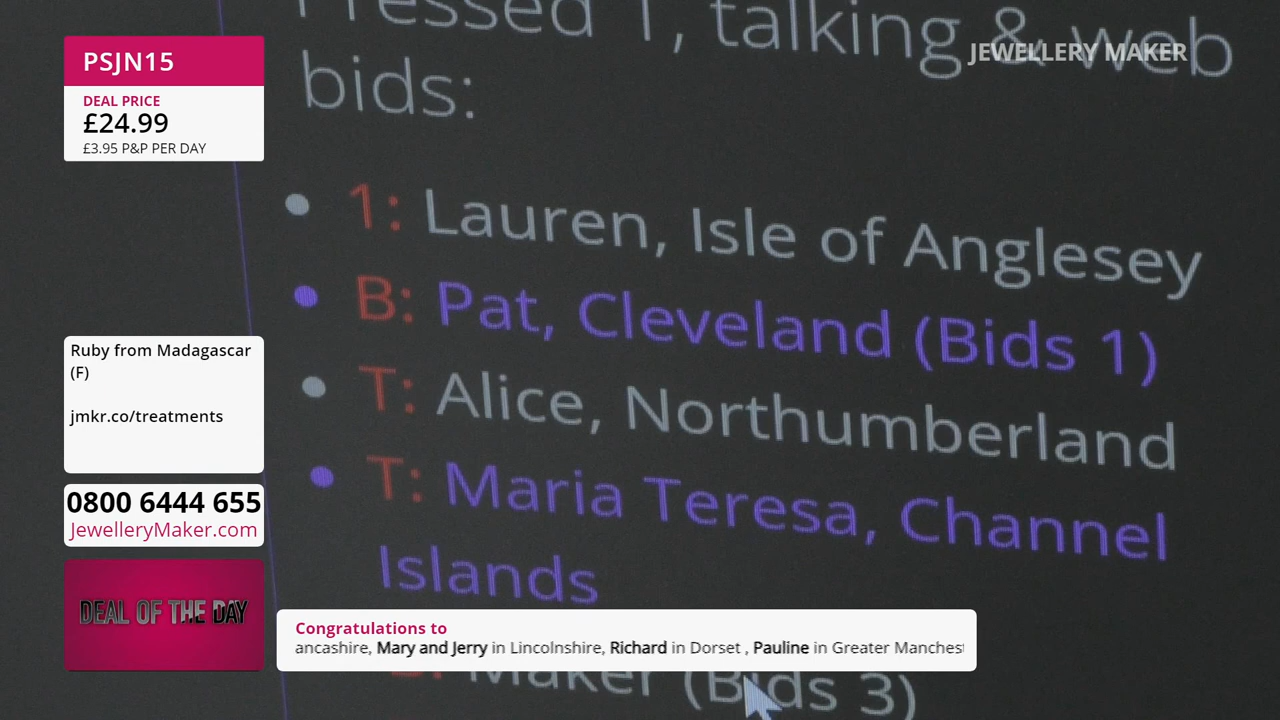 PSJN15
DEAL PRICE
£24.99
£3.95 P&P PER DAY
Ruby from Madagascar
(F)
jmkr.co/treatments
0800 6444 655
JewelleryMaker.com
DEAL OF THE DAY
JEWELLERY MAKER
Pressed 1, talking & web
bids:
• 1: Lauren, Isle of Anglesey
• B: Pat, Cleveland (Bids 1)
• T: Alice, Northumberland
• T: Maria Teresa, Channel
Islands
Maker (Bids 3)
Congratulations to
ancashire, Mary and Jerry in Lincolnshire, Richard in Dorset , Pauline in Greater Manches